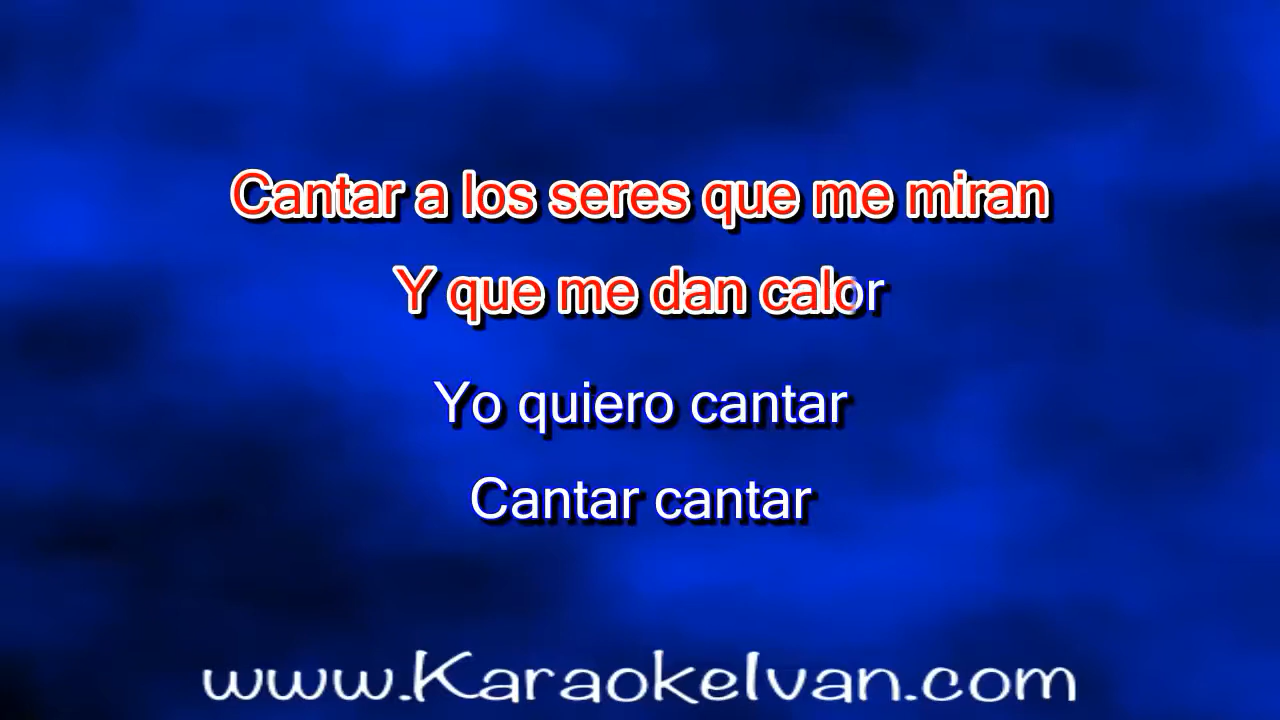 Cantar a los seres que me miran
Y que me dan calor
Yo quiero cantar
Cantar cantar
www.KaraokeIvan.com